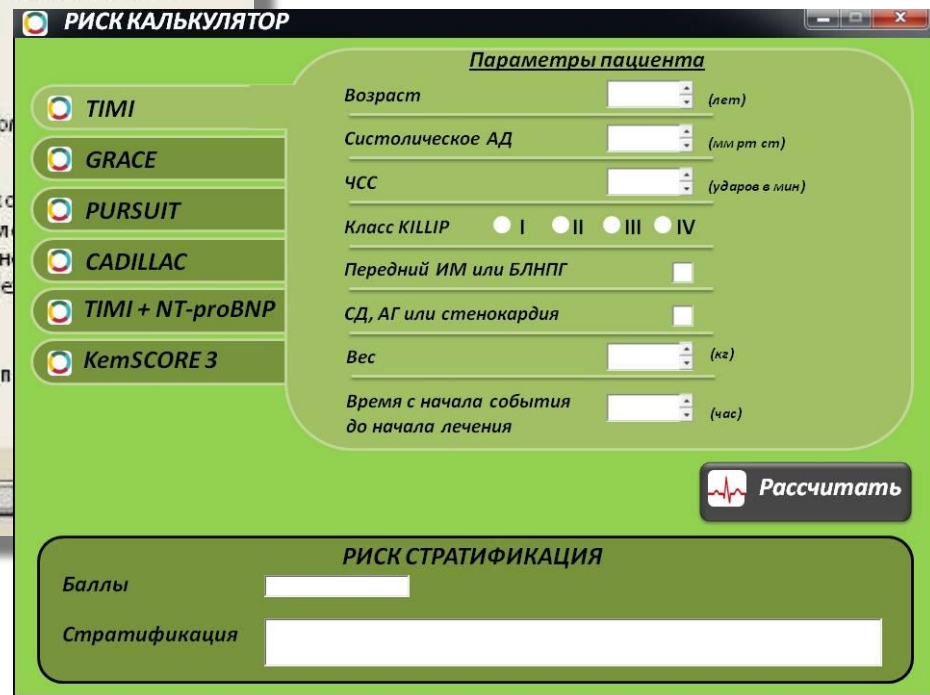 РИСК КАЛЬКУЛЯТОР
TIMI
GRACE
PURSUIT
CADILLAC
TIMI + NT-proBNP
KemSCORE 3
Параметры пациента
Возраст (лет)
Систолическое АД (мм рт ст)
ЧСС (ударов в мин)
Класс KILLIP I II III IV
Передний ИМ или БЛНПГ
СД, АГ или стенокардия
Вес (кг)
Время с начала события
до начала лечения (час)
Рассчитать
РИСК СТРАТИФИКАЦИЯ
Баллы
Стратификация